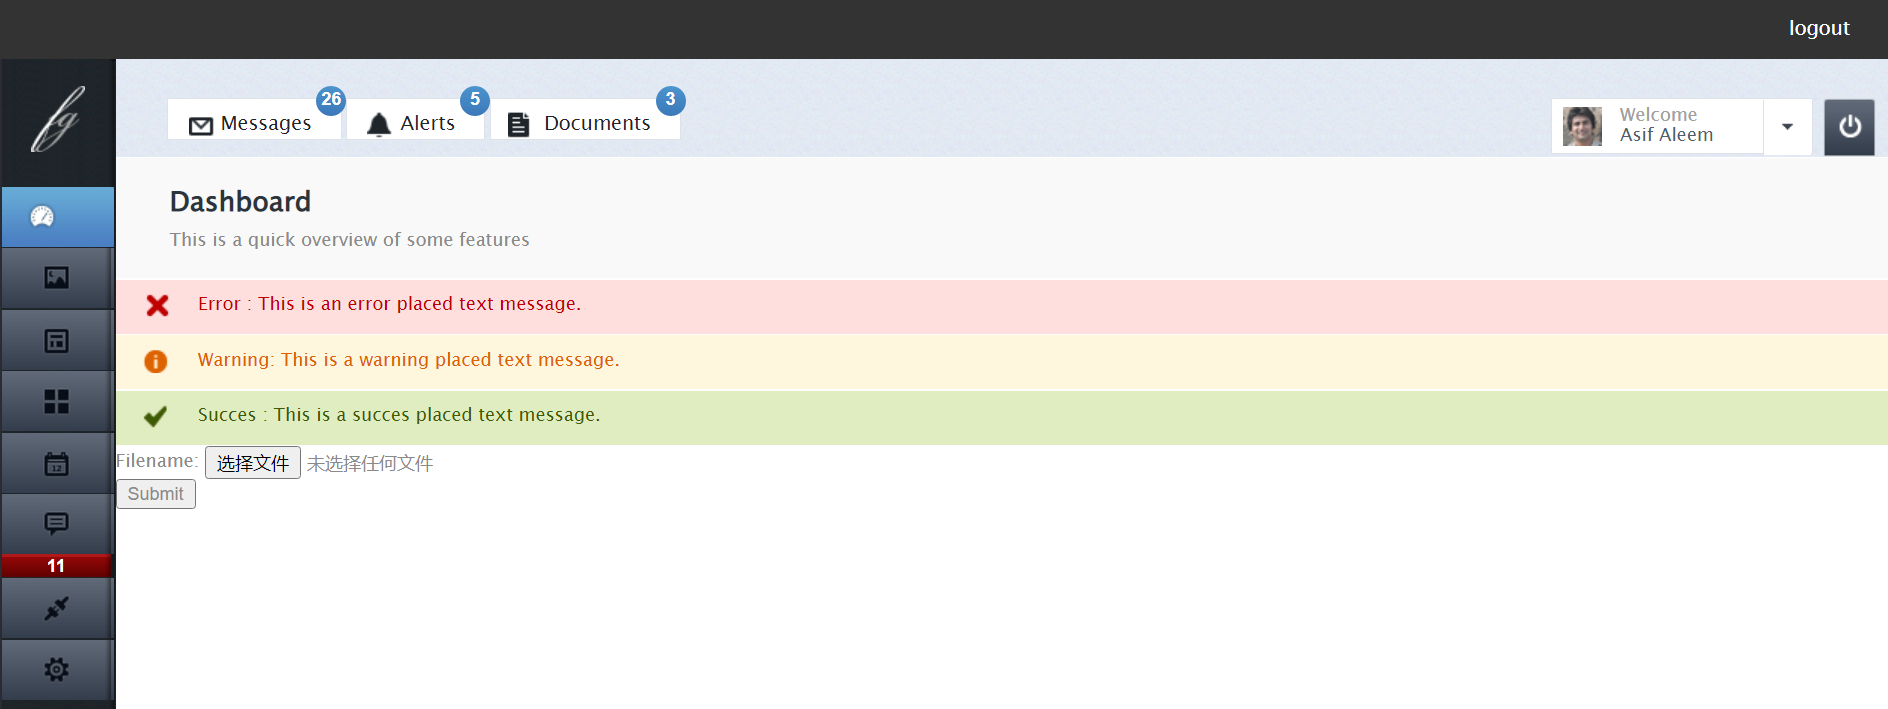 logout
fg
26
5
3
Messages
Alerts
Documents
Welcome
Asif Aleem
Dashboard
This is a quick overview of some features
Error : This is an error placed text message.
Warning: This is a warning placed text message.
Succes : This is a succes placed text message.
Filename: 选择文件 未选择任何文件
Submit
12
11